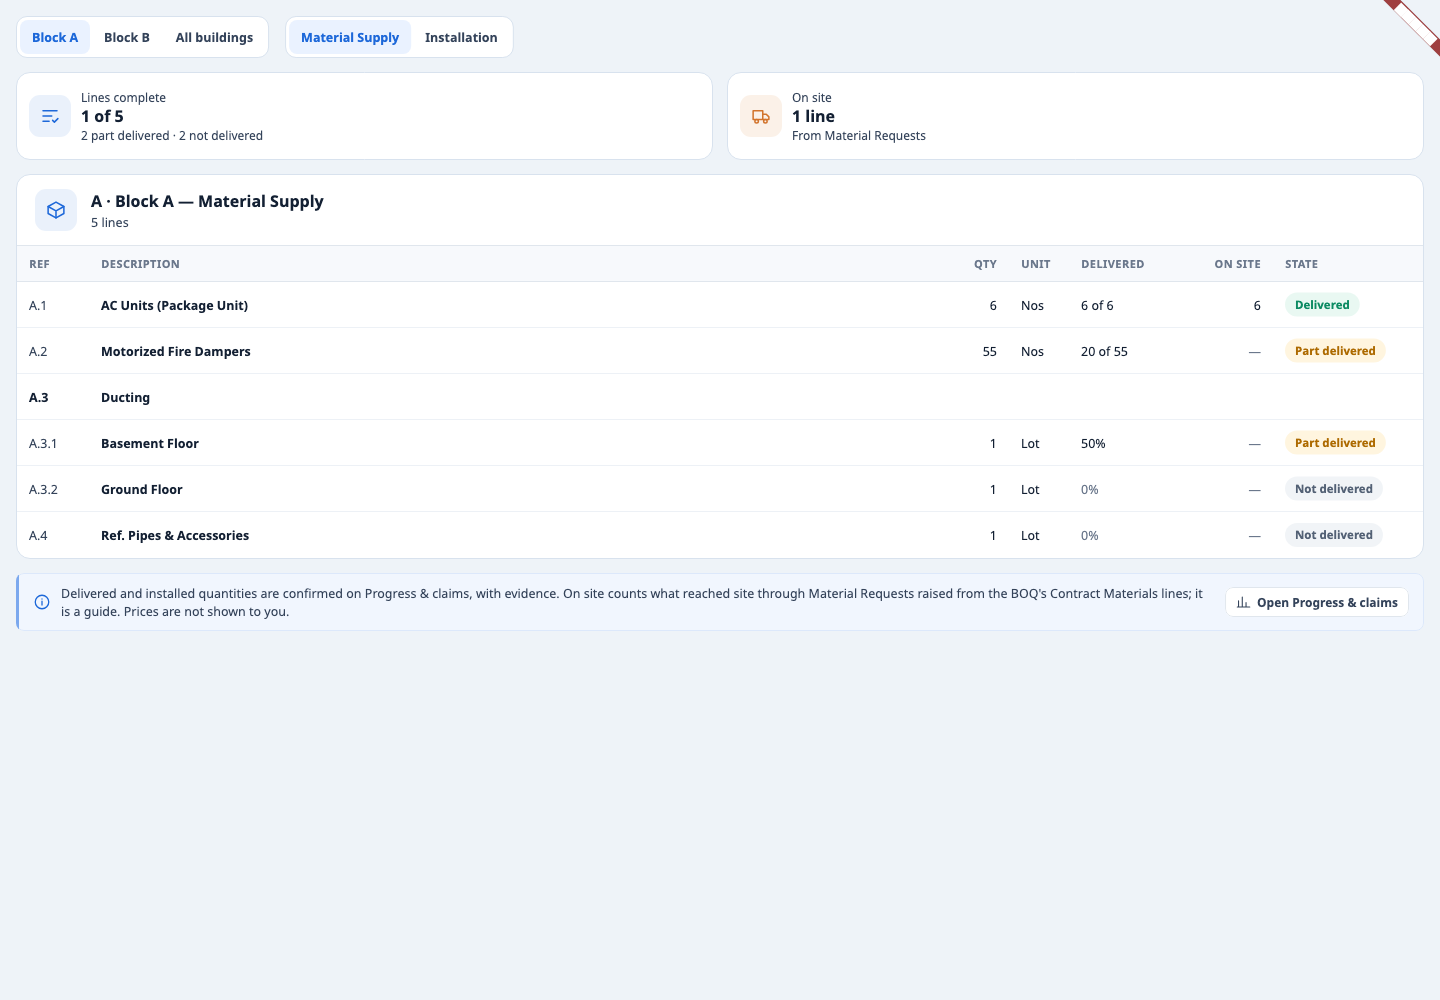 Block A Block B All buildings Material Supply Installation
Lines complete
1 of 5
2 part delivered · 2 not delivered
On site
1 line
From Material Requests
A · Block A — Material Supply
5 lines
REF DESCRIPTION QTY UNIT DELIVERED ON SITE STATE
A.1 AC Units (Package Unit) 6 Nos 6 of 6 6 Delivered
A.2 Motorized Fire Dampers 55 Nos 20 of 55 — Part delivered
A.3 Ducting
A.3.1 Basement Floor 1 Lot 50% — Part delivered
A.3.2 Ground Floor 1 Lot 0% — Not delivered
A.4 Ref. Pipes & Accessories 1 Lot 0% — Not delivered
Delivered and installed quantities are confirmed on Progress & claims, with evidence. On site counts what reached site through Material Requests raised from the BOQ's Contract Materials lines; it
is a guide. Prices are not shown to you.
Open Progress & claims